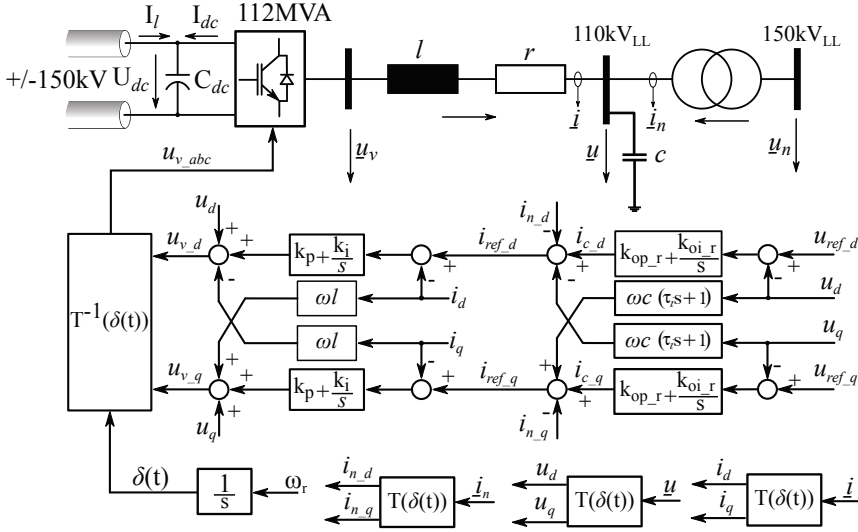 I_l I_dc 112MVA
+/-150kV U_dc C_dc
l r 110kV_LL 150kV_LL
i i_n
u_v u c u_n
u_v_abc
u_d i_n_d
u_v_d + + k_p+k_i/s i_ref_d - i_c_d k_op_r+k_oi_r/s u_ref_d
- - + + - +
ωl i_d ωc (τ_l s+1) u_d
T^-1(δ(t))
ωl i_q ωc (τ_l s+1) u_q
+ + - + -
u_v_q + k_p+k_i/s + i_ref_q i_c_q + k_op_r+k_oi_r/s + u_ref_q
+ -
u_q i_n_q
δ(t) 1/s ω_r
i_n_d i_n_q T(δ(t)) i_n
u_d u_q T(δ(t)) u
i_d i_q T(δ(t)) i